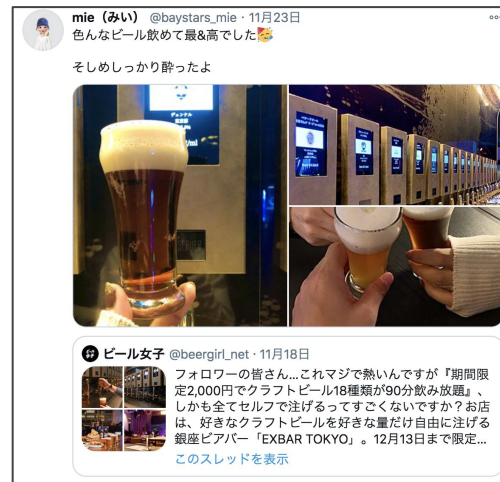 mie（みい） @baystars_mie · 11月23日
色んなビール飲めて最&高でした🥳
そしめしっかり酔ったよ
ビール女子 @beergirl_net · 11月18日
フォロワーの皆さん...これマジで熱いんですが『期間限
定2,000円でクラフトビール18種類が90分飲み放題』、
しかも全てセルフで注げるってすごくないですか？お店
は、好きなクラフトビールを好きな量だけ自由に注げる
銀座ビアバー「EXBAR TOKYO」。12月13日まで限定...
このスレッドを表示